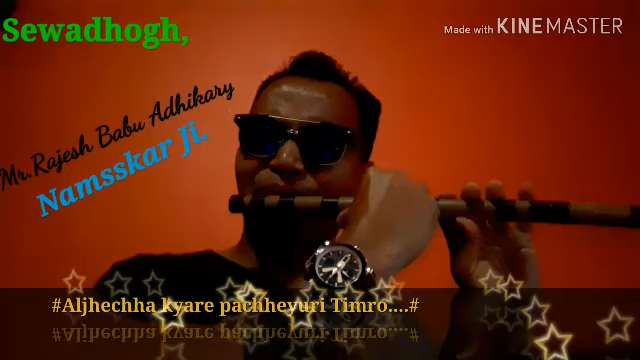 Sewadhogh,
Made with KINEMASTER
Mr.Rajesh Babu Adhikary
Namsskar Ji.
#Aljhechha kyare pachheyuri Timro....#